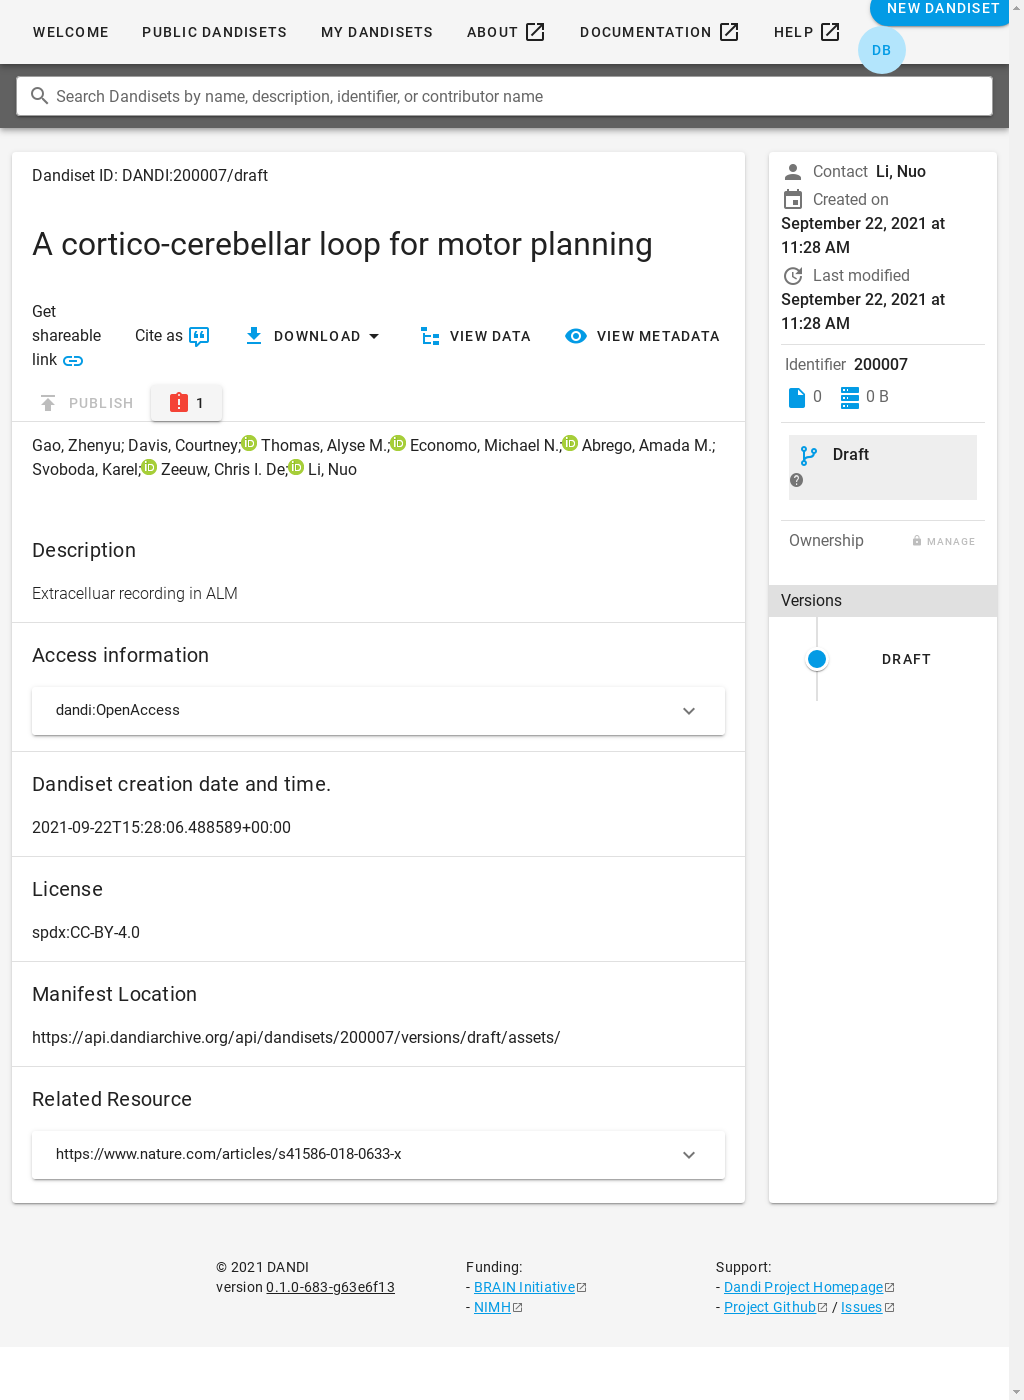 WELCOME PUBLIC DANDISETS MY DANDISETS ABOUT DOCUMENTATION HELP NEW DANDISET
DB
Search Dandisets by name, description, identifier, or contributor name
Dandiset ID: DANDI:200007/draft
A cortico-cerebellar loop for motor planning
Get
shareable
link
Cite as DOWNLOAD VIEW DATA VIEW METADATA
PUBLISH 1
Gao, Zhenyu; Davis, Courtney; Thomas, Alyse M.; Economo, Michael N.; Abrego, Amada M.;
Svoboda, Karel; Zeeuw, Chris I. De; Li, Nuo
Description
Extracelluar recording in ALM
Access information
dandi:OpenAccess
Dandiset creation date and time.
2021-09-22T15:28:06.488589+00:00
License
spdx:CC-BY-4.0
Manifest Location
https://api.dandiarchive.org/api/dandisets/200007/versions/draft/assets/
Related Resource
https://www.nature.com/articles/s41586-018-0633-x
Contact Li, Nuo
Created on
September 22, 2021 at
11:28 AM
Last modified
September 22, 2021 at
11:28 AM
Identifier 200007
0 0 B
Draft
Ownership MANAGE
Versions
DRAFT
© 2021 DANDI
version 0.1.0-683-g63e6f13
Funding:
- BRAIN Initiative
- NIMH
Support:
- Dandi Project Homepage
- Project Github / Issues